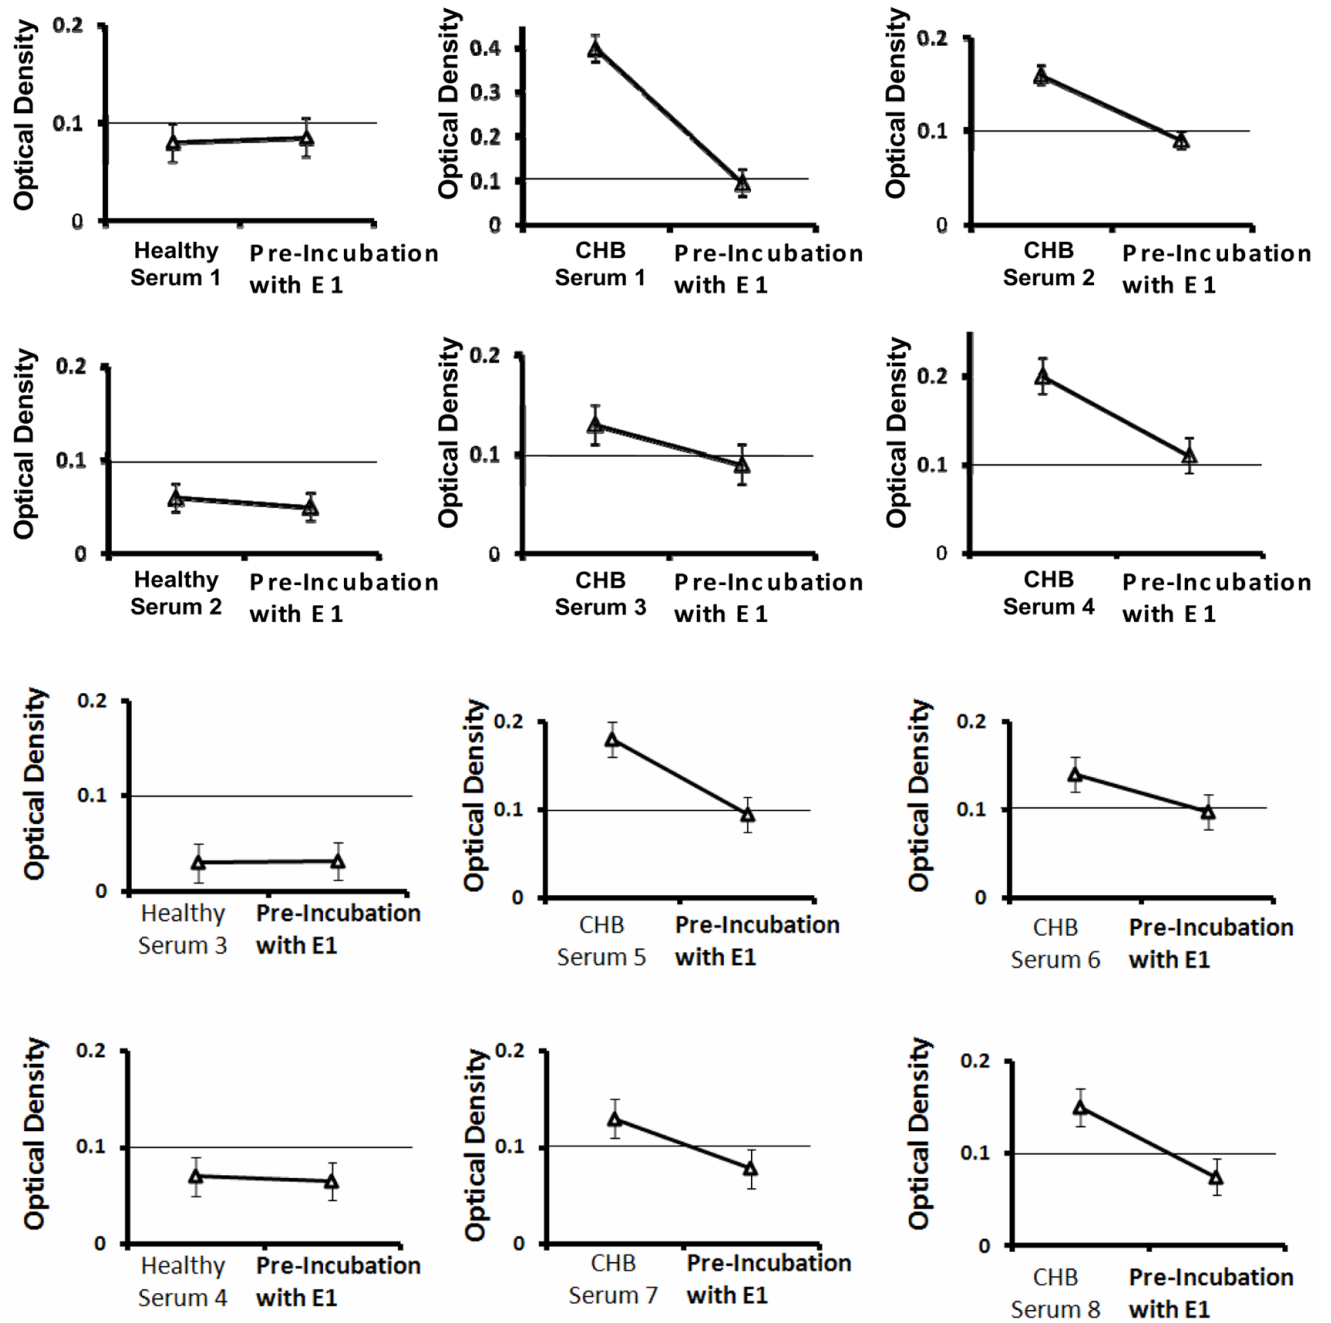 Optical Density
0.2
0.1
0
Healthy
Serum 1
Pre-Incubation
with E1
Optical Density
0.4
0.3
0.2
0.1
0
CHB
Serum 1
Pre-Incubation
with E1
Optical Density
0.2
0.1
0
CHB
Serum 2
Pre-Incubation
with E1
Optical Density
0.2
0.1
0
Healthy
Serum 2
Pre-Incubation
with E1
Optical Density
0.2
0.1
0
CHB
Serum 3
Pre-Incubation
with E1
Optical Density
0.2
0.1
0
CHB
Serum 4
Pre-Incubation
with E1
Optical Density
0.2
0.1
0
Healthy
Serum 3
Pre-Incubation
with E1
Optical Density
0.2
0.1
0
CHB
Serum 5
Pre-Incubation
with E1
Optical Density
0.2
0.1
0
CHB
Serum 6
Pre-Incubation
with E1
Optical Density
0.2
0.1
0
Healthy
Serum 4
Pre-Incubation
with E1
Optical Density
0.2
0.1
0
CHB
Serum 7
Pre-Incubation
with E1
Optical Density
0.2
0.1
0
CHB
Serum 8
Pre-Incubation
with E1